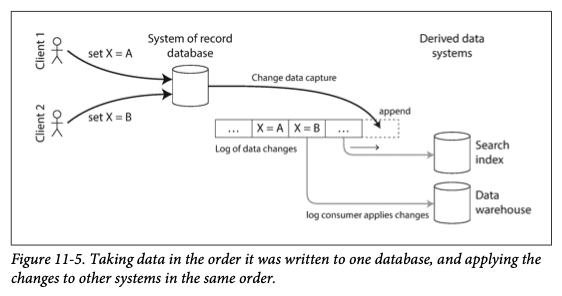 Client 1
set X = A
System of record
database
Derived data
systems
Client 2
set X = B
Change data capture
append
... X = A X = B ...
Log of data changes
Search
index
Data
warehouse
log consumer applies changes
Figure 11-5. Taking data in the order it was written to one database, and applying the
changes to other systems in the same order.